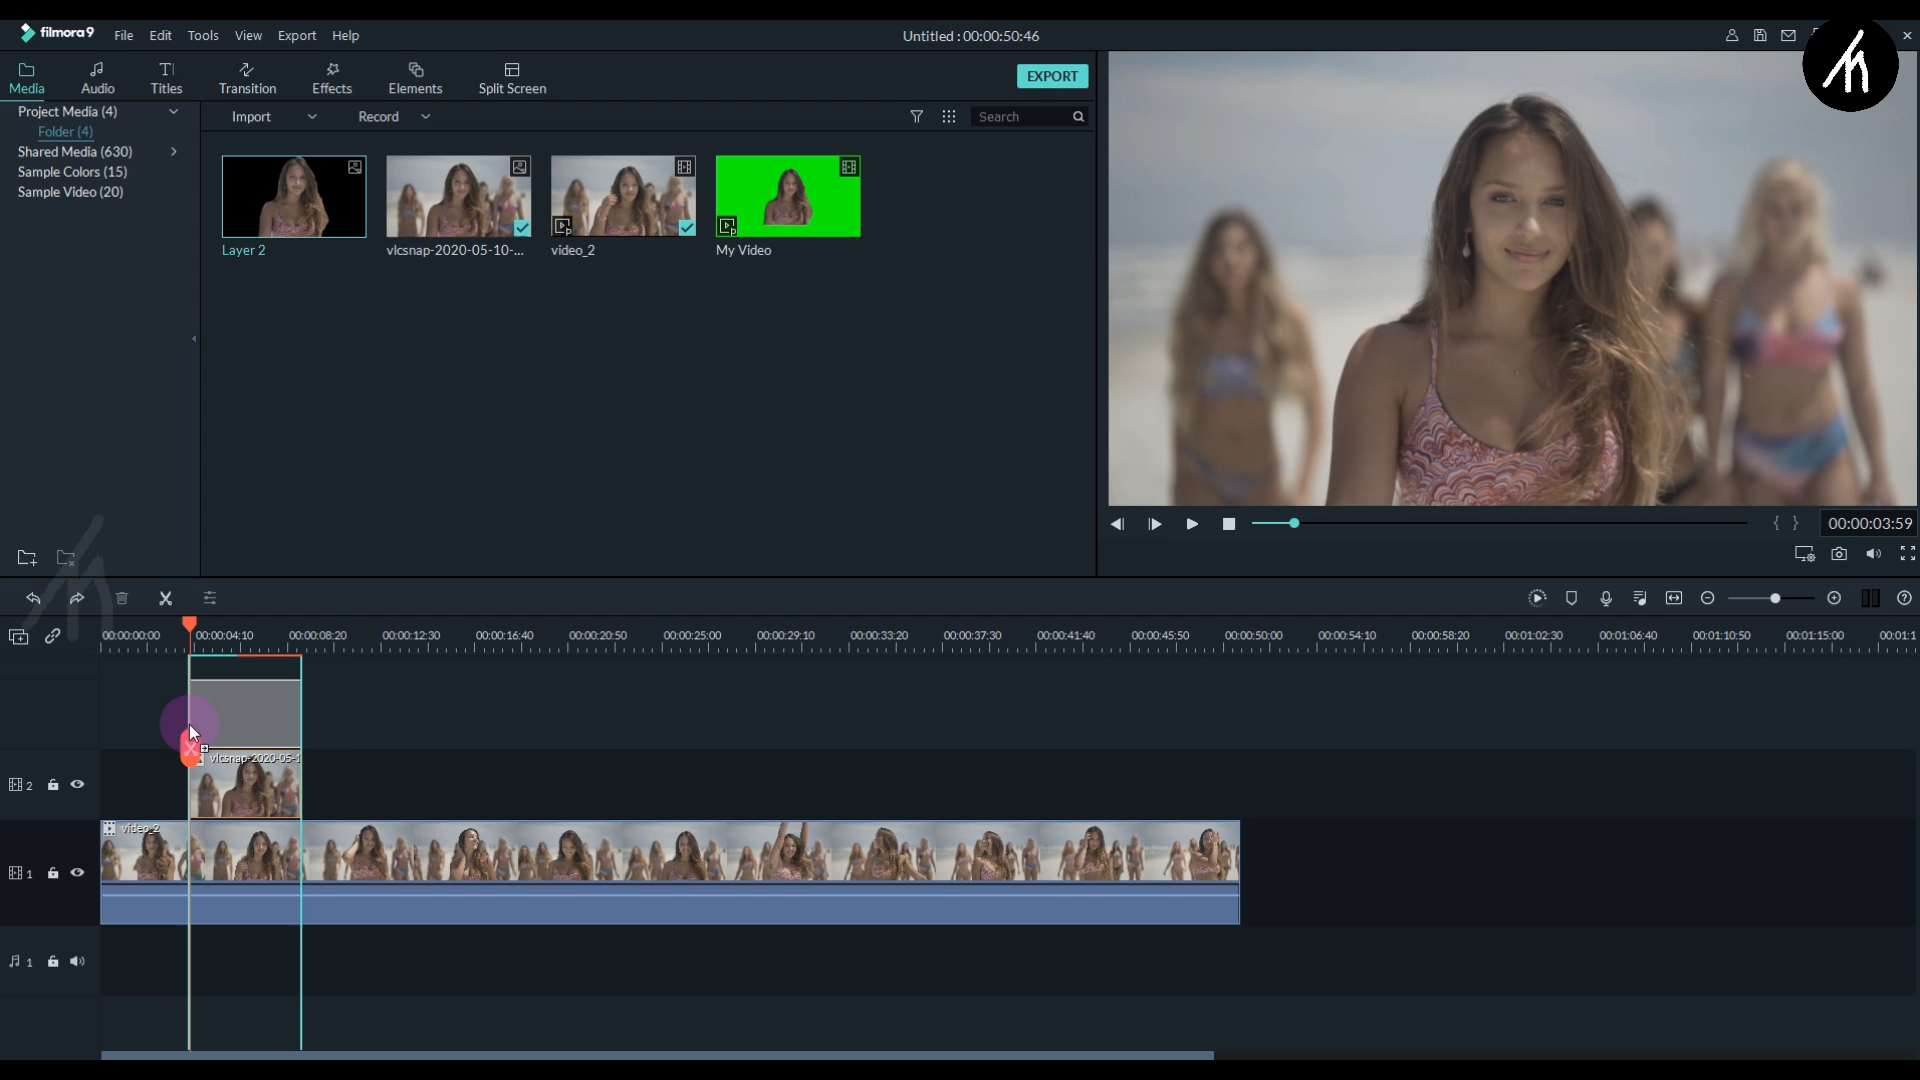 filmora9 File Edit Tools View Export Help Untitled : 00:00:50:46
Media Audio Titles Transition Effects Elements Split Screen EXPORT
Project Media (4)
Folder (4)
Shared Media (630)
Sample Colors (15)
Sample Video (20)
Import Record Search
Layer 2 vlcsnap-2020-05-10-... video_2 My Video
{ } 00:00:03:59
00:00:00:00 00:00:04:10 00:00:08:20 00:00:12:30 00:00:16:40 00:00:20:50 00:00:25:00 00:00:29:10 00:00:33:20 00:00:37:30 00:00:41:40 00:00:45:50 00:00:50:00 00:00:54:10 00:00:58:20 00:01:02:30 00:01:06:40 00:01:10:50 00:01:15:00 00:01:1
vlcsnap-2020-05-1
2
video_2
1
1